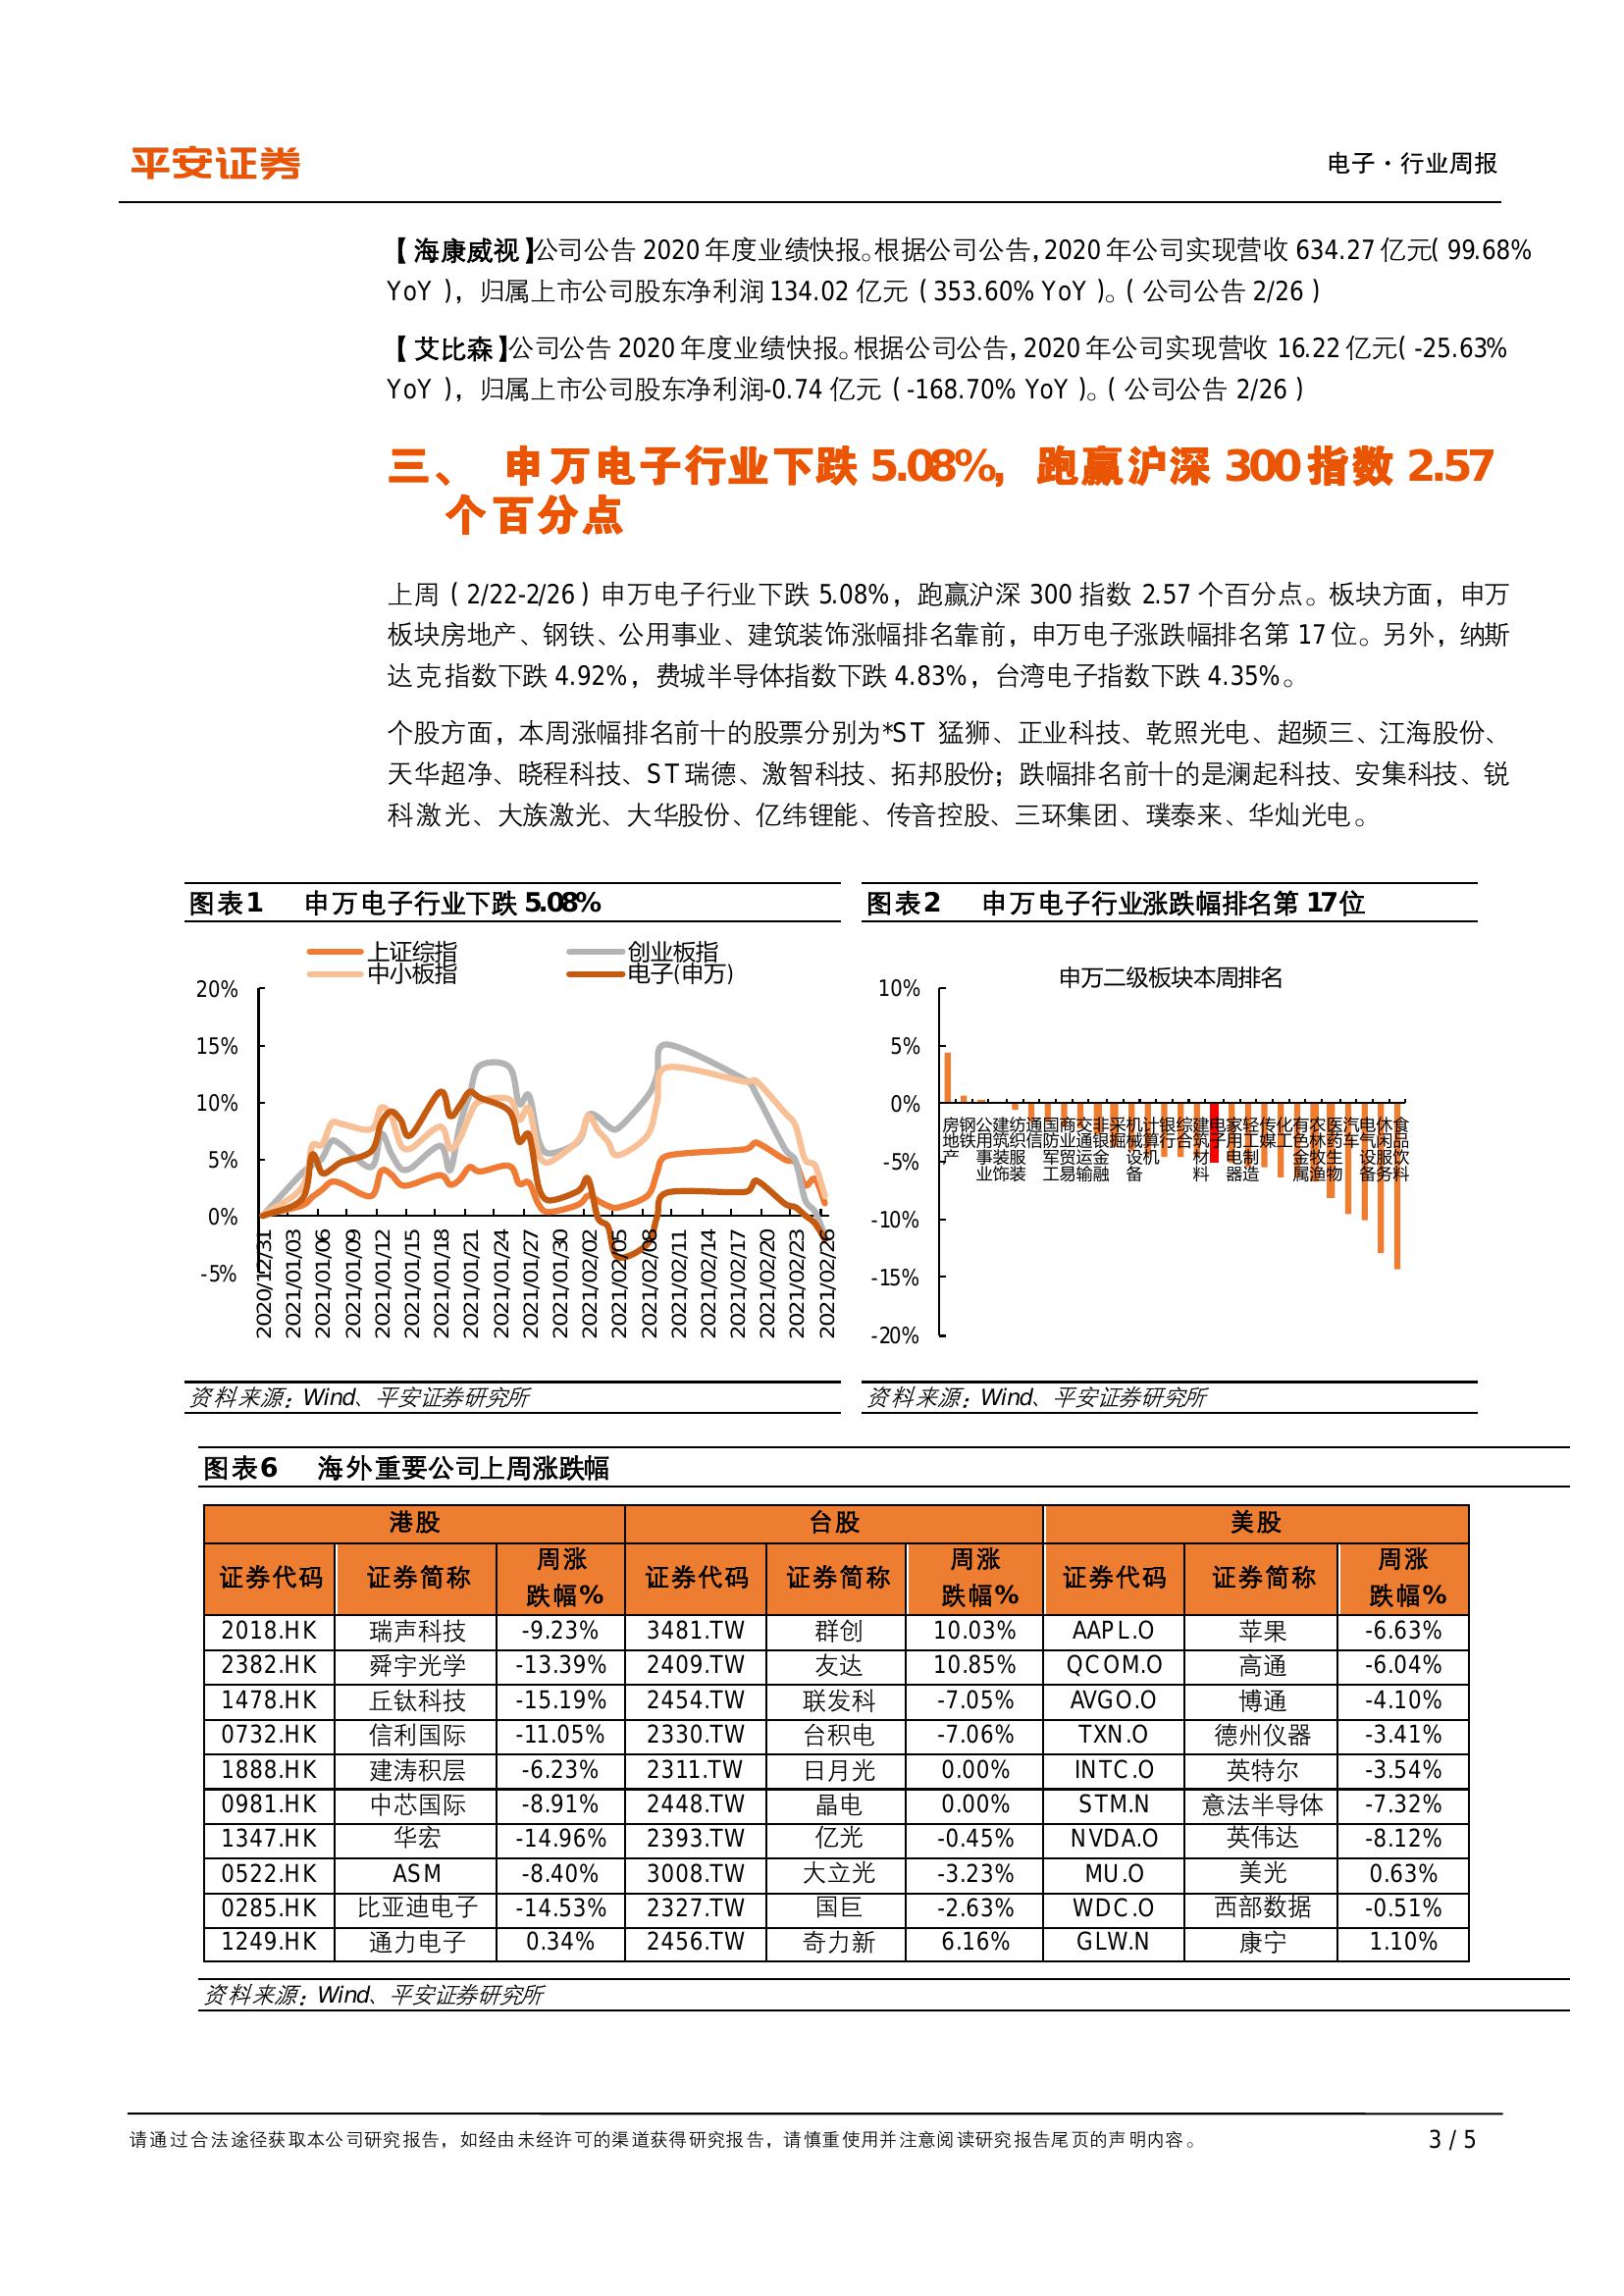 平安证券
电子·行业周报
【海康威视】公司公告 2020 年度业绩快报。根据公司公告，2020 年公司实现营收 634.27 亿元（99.68%
YoY），归属上市公司股东净利润 134.02 亿元（353.60% YoY）。（公司公告 2/26）
【艾比森】公司公告 2020 年度业绩快报。根据公司公告，2020 年公司实现营收 16.22 亿元（-25.63%
YoY），归属上市公司股东净利润-0.74 亿元（-168.70% YoY）。（公司公告 2/26）
三、 申万电子行业下跌 5.08%，跑赢沪深 300 指数 2.57
个百分点
上周（2/22-2/26）申万电子行业下跌 5.08%，跑赢沪深 300 指数 2.57 个百分点。板块方面，申万
板块房地产、钢铁、公用事业、建筑装饰涨幅排名靠前，申万电子涨跌幅排名第 17 位。另外，纳斯
达克指数下跌 4.92%，费城半导体指数下跌 4.83%，台湾电子指数下跌 4.35%。
个股方面，本周涨幅排名前十的股票分别为*ST 猛狮、正业科技、乾照光电、超频三、江海股份、
天华超净、晓程科技、ST 瑞德、激智科技、拓邦股份；跌幅排名前十的是澜起科技、安集科技、锐
科激光、大族激光、大华股份、亿纬锂能、传音控股、三环集团、璞泰来、华灿光电。
图表1 申万电子行业下跌 5.08%
上证综指 创业板指
中小板指 电子(申万)
20%
15%
10%
5%
0%
-5%
2020/12/31
2021/01/03
2021/01/06
2021/01/09
2021/01/12
2021/01/15
2021/01/18
2021/01/21
2021/01/24
2021/01/27
2021/01/30
2021/02/02
2021/02/05
2021/02/08
2021/02/11
2021/02/14
2021/02/17
2021/02/20
2021/02/23
2021/02/26
资料来源：Wind、平安证券研究所
图表2 申万电子行业涨跌幅排名第 17位
申万二级板块本周排名
10%
5%
0%
-5%
-10%
-15%
-20%
房地产
钢铁
公用事业
建筑装饰
纺织服装
通信
国防军工
商业贸易
交通运输
非银金融
采掘
机械设备
计算机
银行
综合
建筑材料
电子
家用电器
轻工制造
传媒
化工
有色金属
农林牧渔
医药生物
汽车
电气设备
休闲服务
食品饮料
资料来源：Wind、平安证券研究所
图表6 海外重要公司上周涨跌幅
港股 台股 美股
证券代码 证券简称 周涨跌幅% 证券代码 证券简称 周涨跌幅% 证券代码 证券简称 周涨跌幅%
2018.HK 瑞声科技 -9.23% 3481.TW 群创 10.03% AAPL.O 苹果 -6.63%
2382.HK 舜宇光学 -13.39% 2409.TW 友达 10.85% QCOM.O 高通 -6.04%
1478.HK 丘钛科技 -15.19% 2454.TW 联发科 -7.05% AVGO.O 博通 -4.10%
0732.HK 信利国际 -11.05% 2330.TW 台积电 -7.06% TXN.O 德州仪器 -3.41%
1888.HK 建涛积层 -6.23% 2311.TW 日月光 0.00% INTC.O 英特尔 -3.54%
0981.HK 中芯国际 -8.91% 2448.TW 晶电 0.00% STM.N 意法半导体 -7.32%
1347.HK 华宏 -14.96% 2393.TW 亿光 -0.45% NVDA.O 英伟达 -8.12%
0522.HK ASM -8.40% 3008.TW 大立光 -3.23% MU.O 美光 0.63%
0285.HK 比亚迪电子 -14.53% 2327.TW 国巨 -2.63% WDC.O 西部数据 -0.51%
1249.HK 通力电子 0.34% 2456.TW 奇力新 6.16% GLW.N 康宁 1.10%
资料来源：Wind、平安证券研究所
请通过合法途径获取本公司研究报告，如经由未经许可的渠道获得研究报告，请慎重使用并注意阅读研究报告尾页的声明内容。
3 / 5